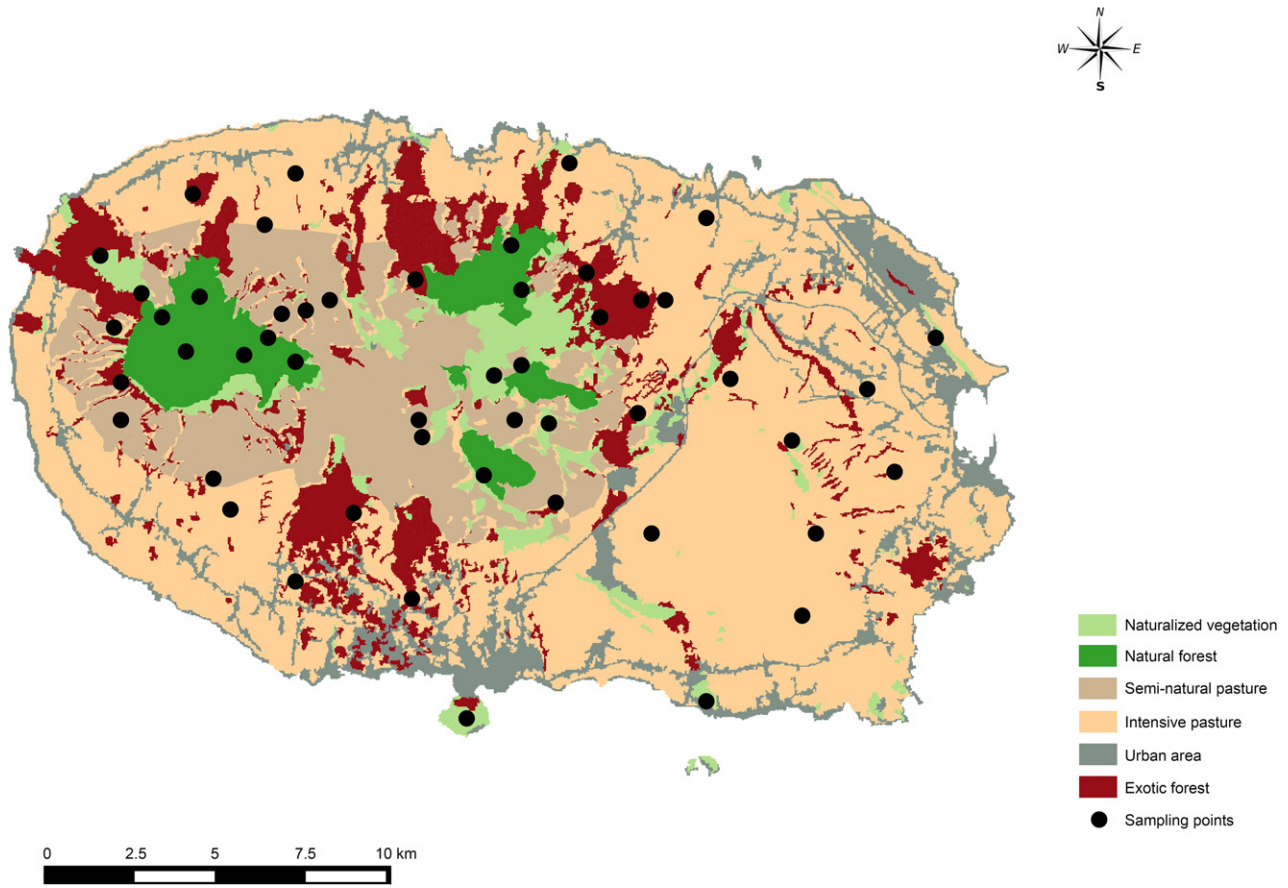 N
W E
S
Naturalized vegetation
Natural forest
Semi-natural pasture
Intensive pasture
Urban area
Exotic forest
Sampling points
0 2.5 5 7.5 10 km